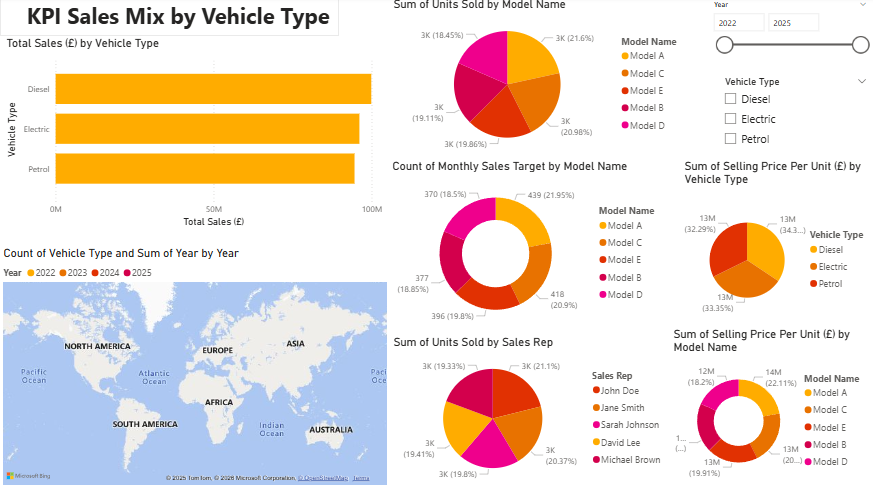 KPI Sales Mix by Vehicle Type
Total Sales (£) by Vehicle Type
Vehicle Type
Diesel
Electric
Petrol
0M
50M
100M
Total Sales (£)
Count of Vehicle Type and Sum of Year by Year
Year
2022
2023
2024
2025
NORTH AMERICA
EUROPE
ASIA
Pacific
Ocean
Atlantic
Ocean
AFRICA
SOUTH AMERICA
Indian
Ocean
AUSTRALIA
Paci
Oce
Microsoft Bing
© 2025 TomTom, © 2026 Microsoft Corporation, © OpenStreetMap Terms
Sum of Units Sold by Model Name
3K (18.45%)
3K (21.6%)
3K
(19.11%)
3K (19.86%)
3K
(20.98%)
Model Name
Model A
Model C
Model E
Model B
Model D
Count of Monthly Sales Target by Model Name
370 (18.5%)
439 (21.95%)
377
(18.85%)
396 (19.8%)
418
(20.9%)
Model Name
Model A
Model C
Model E
Model B
Model D
Sum of Units Sold by Sales Rep
3K (19.33%)
3K (21.1%)
3K
(19.41%)
3K (19.8%)
3K
(20.37%)
Sales Rep
John Doe
Jane Smith
Sarah Johnson
David Lee
Michael Brown
Year
2022
2025
Vehicle Type
Diesel
Electric
Petrol
Sum of Selling Price Per Unit (£) by
Vehicle Type
13M
(32.29%)
13M
(34.3...)
13M
(33.35%)
Vehicle Type
Diesel
Electric
Petrol
Sum of Selling Price Per Unit (£) by
Model Name
12M
(18.2%)
14M
(22.11%)
1...
(...)
13M
(19.91%)
13M
(20...)
Model Name
Model A
Model C
Model E
Model B
Model D